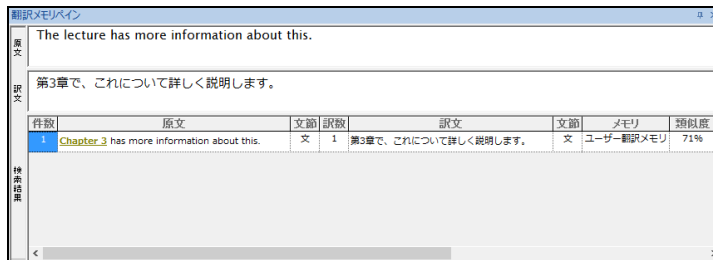 翻訳メモリペイン
原文
The lecture has more information about this.
訳文
第3章で、これについて詳しく説明します。
検索結果
件数 原文 文節 訳数 訳文 文節 メモリ 類似度
1 Chapter 3 has more information about this. 文 1 第3章で、これについて詳しく説明します。 文 ユーザー翻訳メモリ 71%